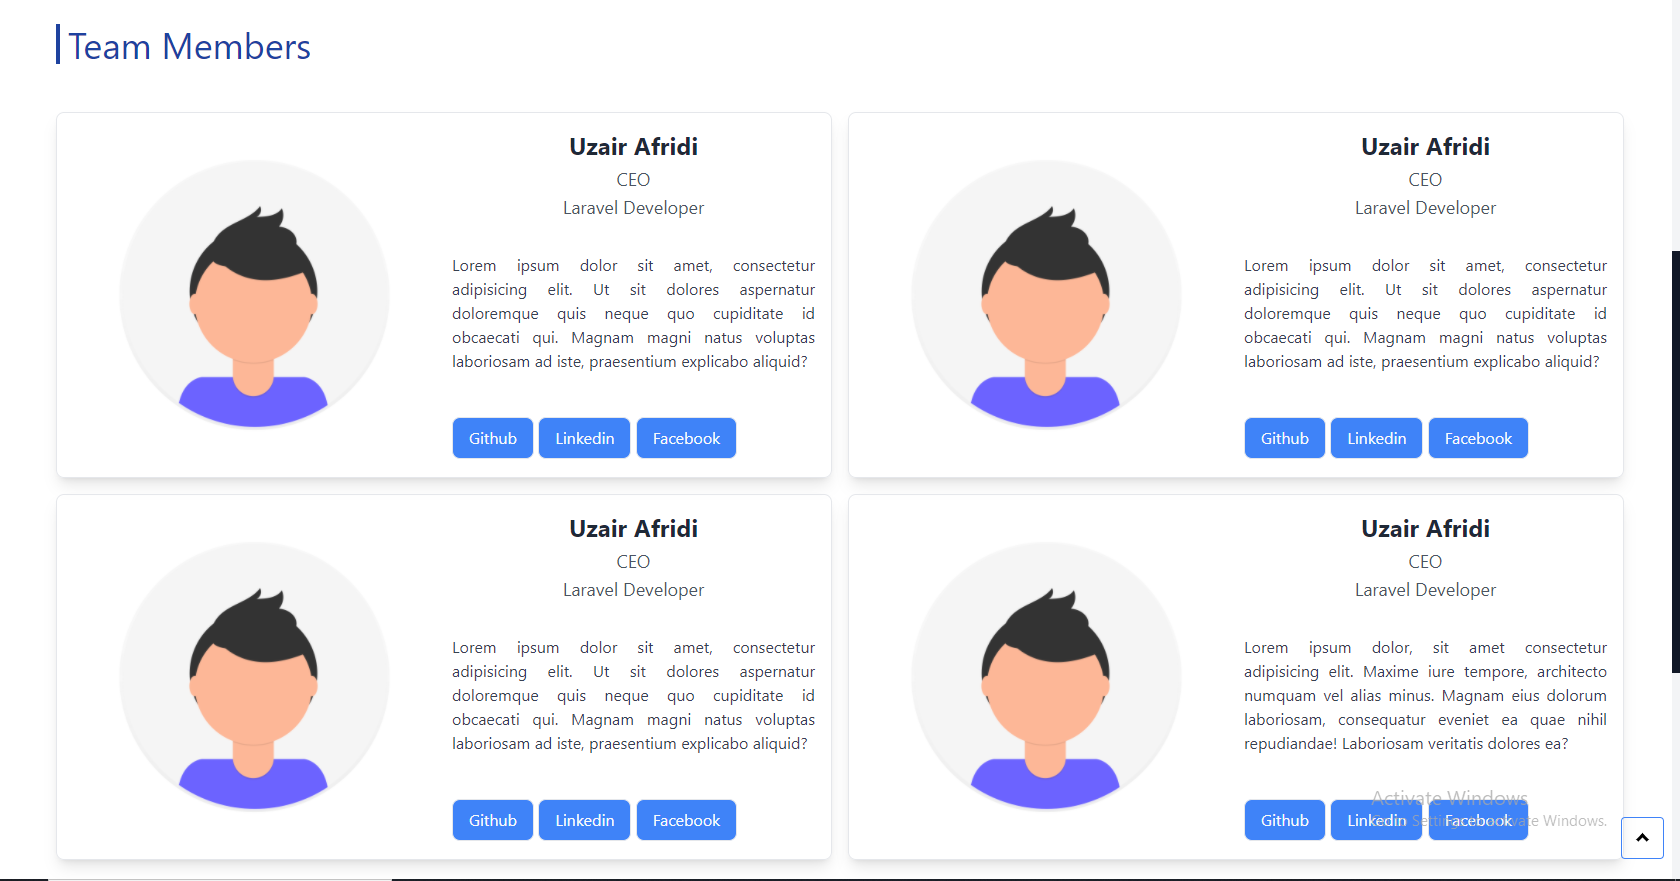 Team Members
Uzair Afridi
CEO
Laravel Developer
Lorem ipsum dolor sit amet, consectetur
adipisicing elit. Ut sit dolores aspernatur
doloremque quis neque quo cupiditate id
obcaecati qui. Magnam magni natus voluptas
laboriosam ad iste, praesentium explicabo aliquid?
Github Linkedin Facebook
Uzair Afridi
CEO
Laravel Developer
Lorem ipsum dolor sit amet, consectetur
adipisicing elit. Ut sit dolores aspernatur
doloremque quis neque quo cupiditate id
obcaecati qui. Magnam magni natus voluptas
laboriosam ad iste, praesentium explicabo aliquid?
Github Linkedin Facebook
Uzair Afridi
CEO
Laravel Developer
Lorem ipsum dolor sit amet, consectetur
adipisicing elit. Ut sit dolores aspernatur
doloremque quis neque quo cupiditate id
obcaecati qui. Magnam magni natus voluptas
laboriosam ad iste, praesentium explicabo aliquid?
Github Linkedin Facebook
Uzair Afridi
CEO
Laravel Developer
Lorem ipsum dolor, sit amet consectetur
adipisicing elit. Maxime iure tempore, architecto
numquam vel alias minus. Magnam eius dolorum
laboriosam, consequatur eveniet ea quae nihil
repudiandae! Laboriosam veritatis dolores ea?
Github Linkedin Facebook
Activate Windows
Settings Windows.